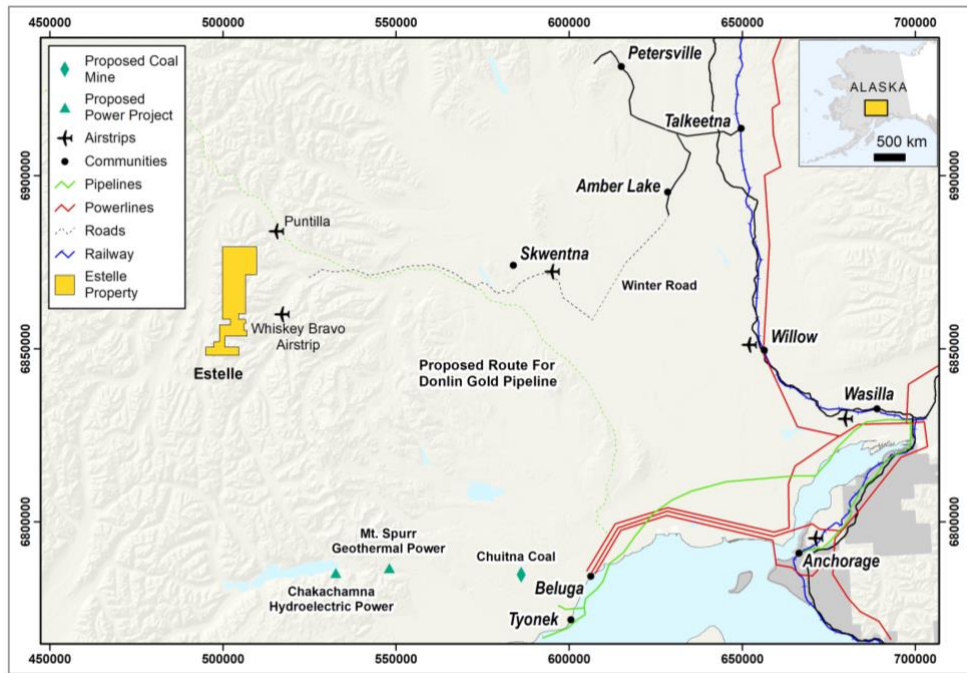 450000
500000
550000
600000
650000
700000
Proposed Coal
Mine
Proposed
Power Project
Airstrips
Communities
Pipelines
Powerlines
Roads
Railway
Estelle
Property
ALASKA
500 km
Petersville
Talkeetna
Amber Lake
6900000
6900000
Puntilla
Skwentna
Winter Road
Whiskey Bravo
Airstrip
Estelle
Proposed Route For
Donlin Gold Pipeline
Willow
6850000
6850000
Wasilla
6800000
6800000
Mt. Spurr
Geothermal Power
Chuitna Coal
Anchorage
Chakachamna
Hydroelectric Power
Beluga
Tyonek
450000
500000
550000
600000
650000
700000